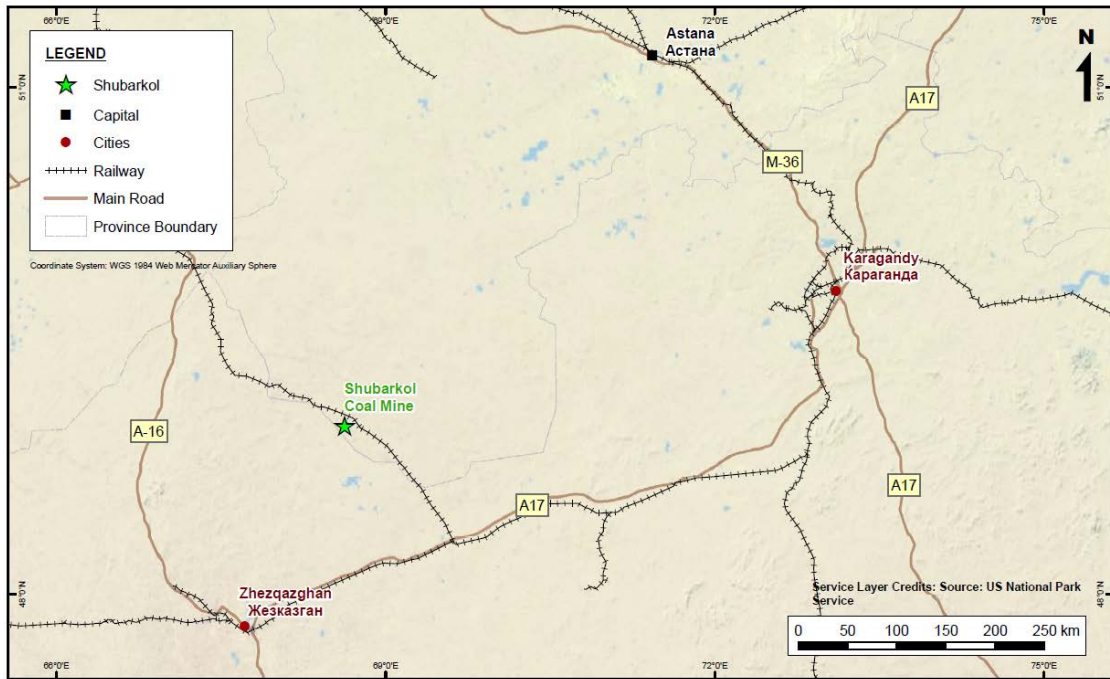 66°0'E
69°0'E
72°0'E
75°0'E
LEGEND
Shubarkol
Capital
Cities
Railway
Main Road
Province Boundary
Coordinate System: WGS 1984 Web Mercator Auxiliary Sphere
Astana
Астана
N
51°0'N
51°0'N
A17
M-36
Karagandy
Караганда
Shubarkol
Coal Mine
A-16
A17
A17
48°0'N
48°0'N
Zhezqazghan
Жезказган
Service Layer Credits: Source: US National Park
Service
0 50 100 150 200 250 km
66°0'E
69°0'E
72°0'E
75°0'E